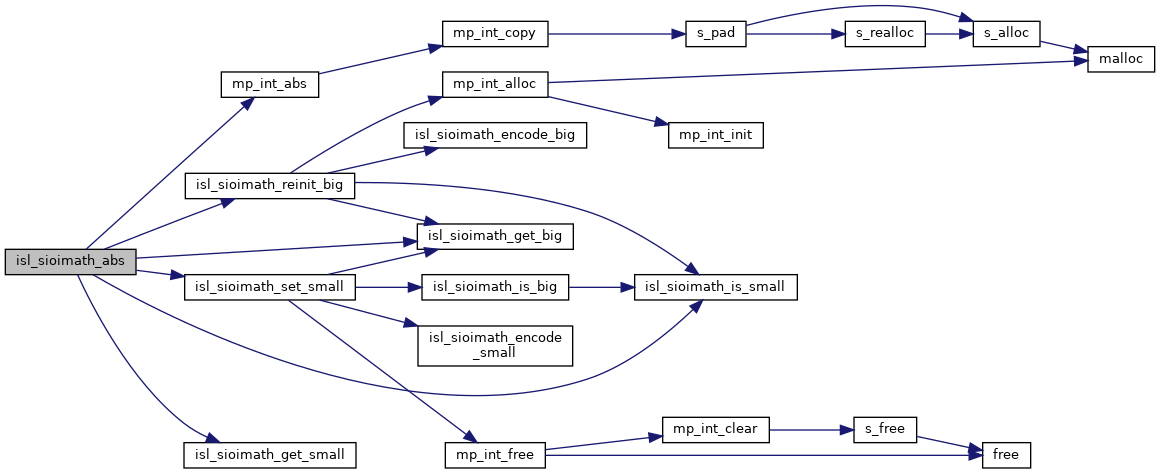 mp_int_copy
s_pad
s_realloc
s_alloc
malloc
mp_int_abs
mp_int_alloc
mp_int_init
isl_sioimath_encode_big
isl_sioimath_reinit_big
isl_sioimath_get_big
isl_sioimath_abs
isl_sioimath_set_small
isl_sioimath_is_big
isl_sioimath_is_small
isl_sioimath_encode
_small
mp_int_clear
s_free
isl_sioimath_get_small
mp_int_free
free